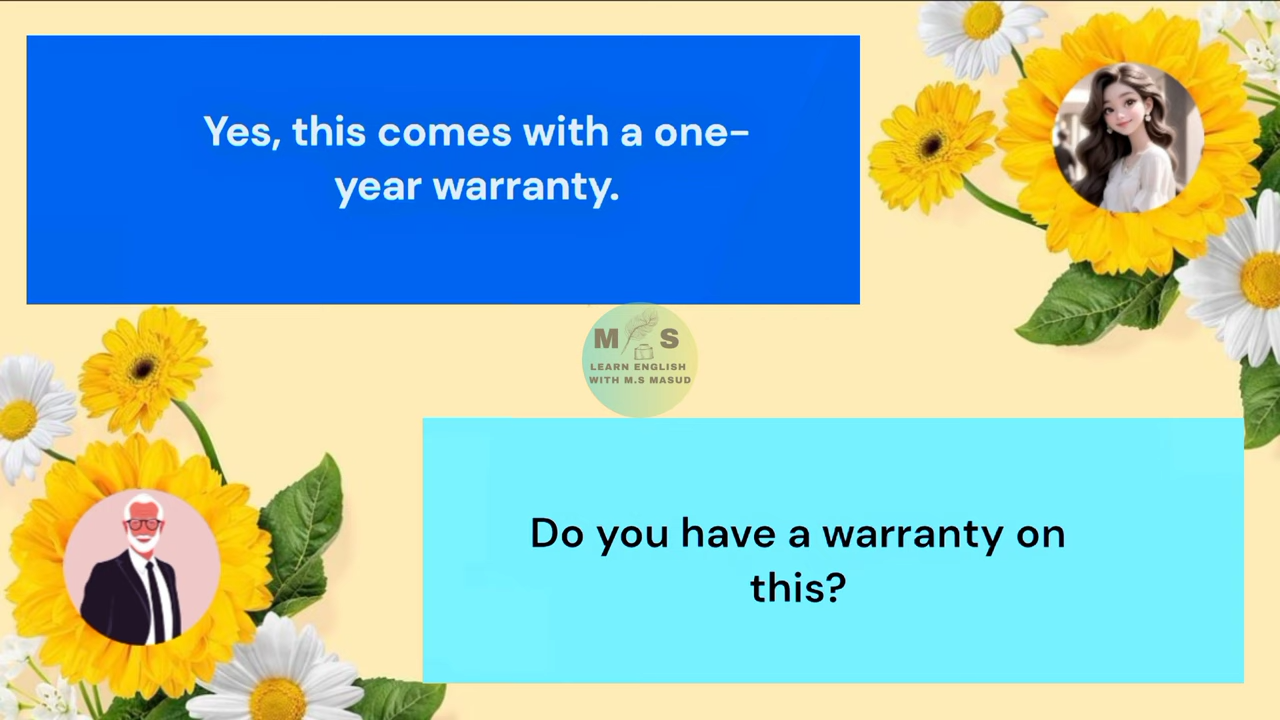 Yes, this comes with a one-
year warranty.
M S
LEARN ENGLISH
WITH M.S MASUD
Do you have a warranty on
this?